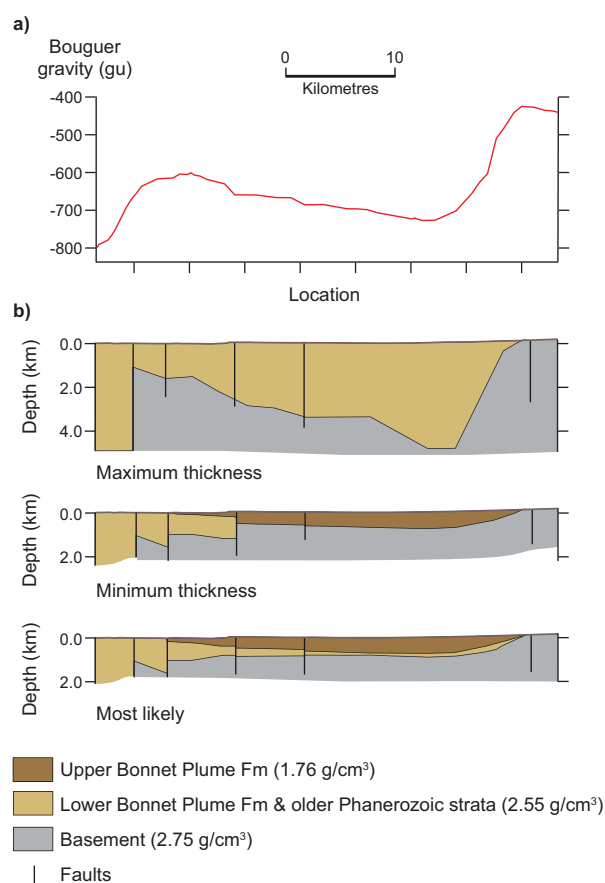 a)
Bouguer
gravity (gu)
0 10
Kilometres
-400
-500
-600
-700
-800
Location
b)
Depth (km)
0.0
2.0
4.0
Maximum thickness
Depth (km)
0.0
2.0
Minimum thickness
Depth (km)
0.0
2.0
Most likely
Upper Bonnet Plume Fm (1.76 g/cm³)
Lower Bonnet Plume Fm & older Phanerozoic strata (2.55 g/cm³)
Basement (2.75 g/cm³)
Faults